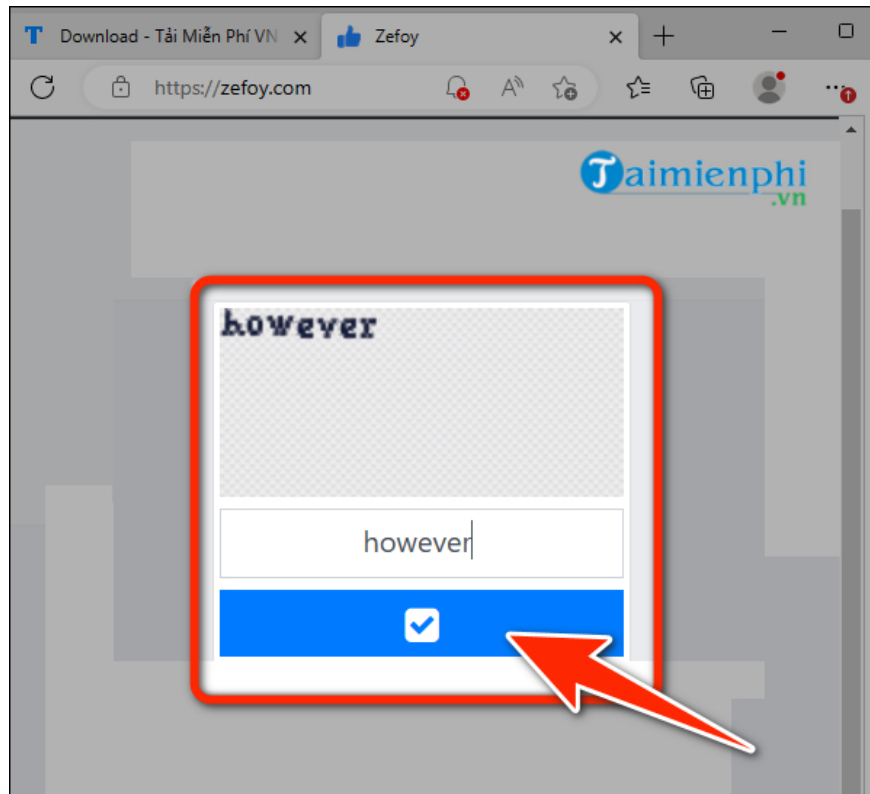 Download - Tải Miễn Phí VN
Zefoy
https://zefoy.com
Taimienphi
.vn
however
however